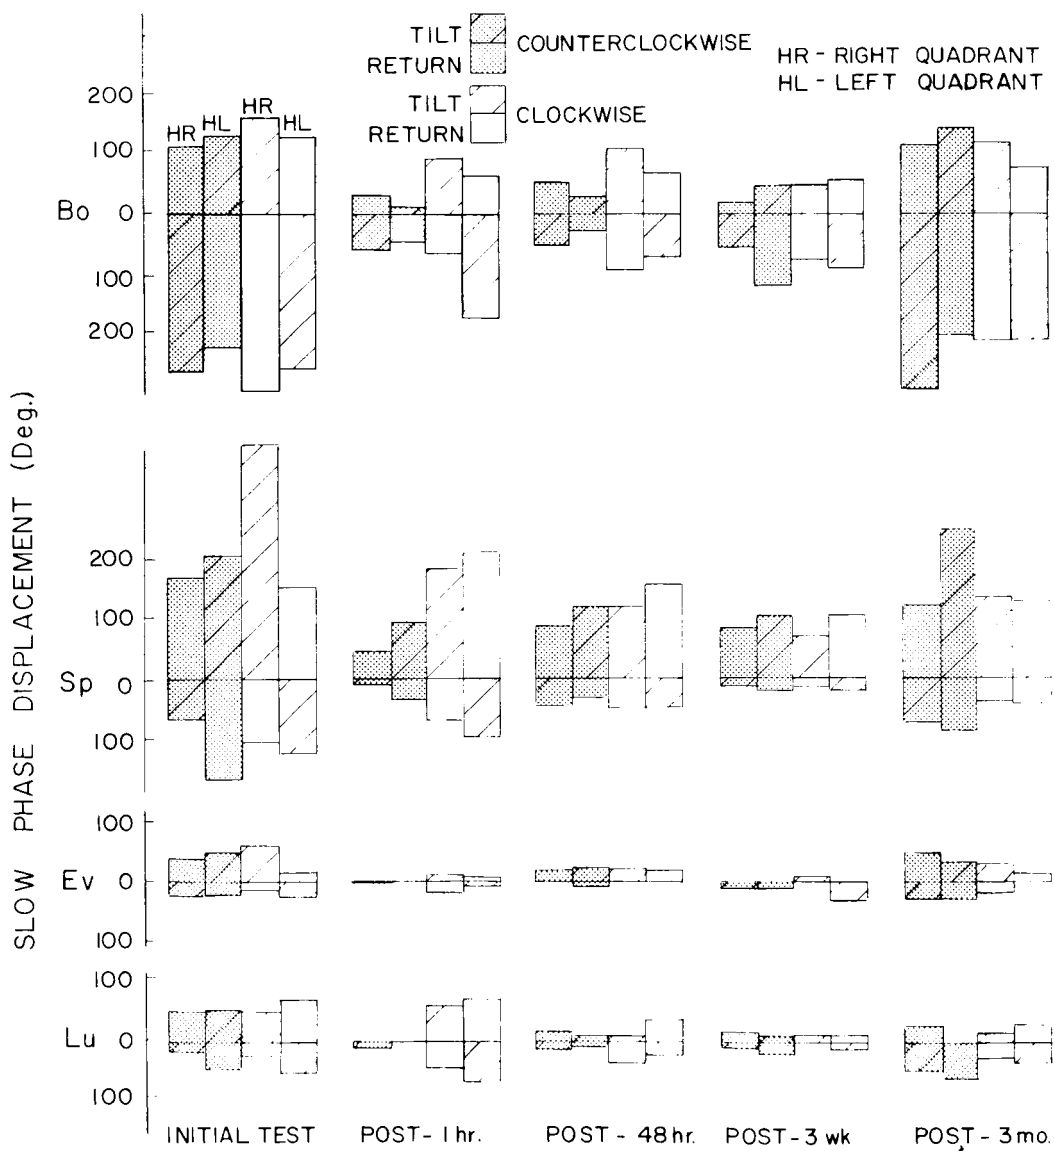 TILT
RETURN
COUNTERCLOCKWISE
TILT
RETURN
CLOCKWISE
HR - RIGHT QUADRANT
HL - LEFT QUADRANT
SLOW PHASE DISPLACEMENT (Deg.)
200
100
Bo 0
100
200
HR HL HR HL
200
100
Sp 0
100
100
Ev 0
100
100
Lu 0
100
INITIAL TEST POST - 1 hr. POST - 48 hr. POST - 3 wk POST - 3 mo.